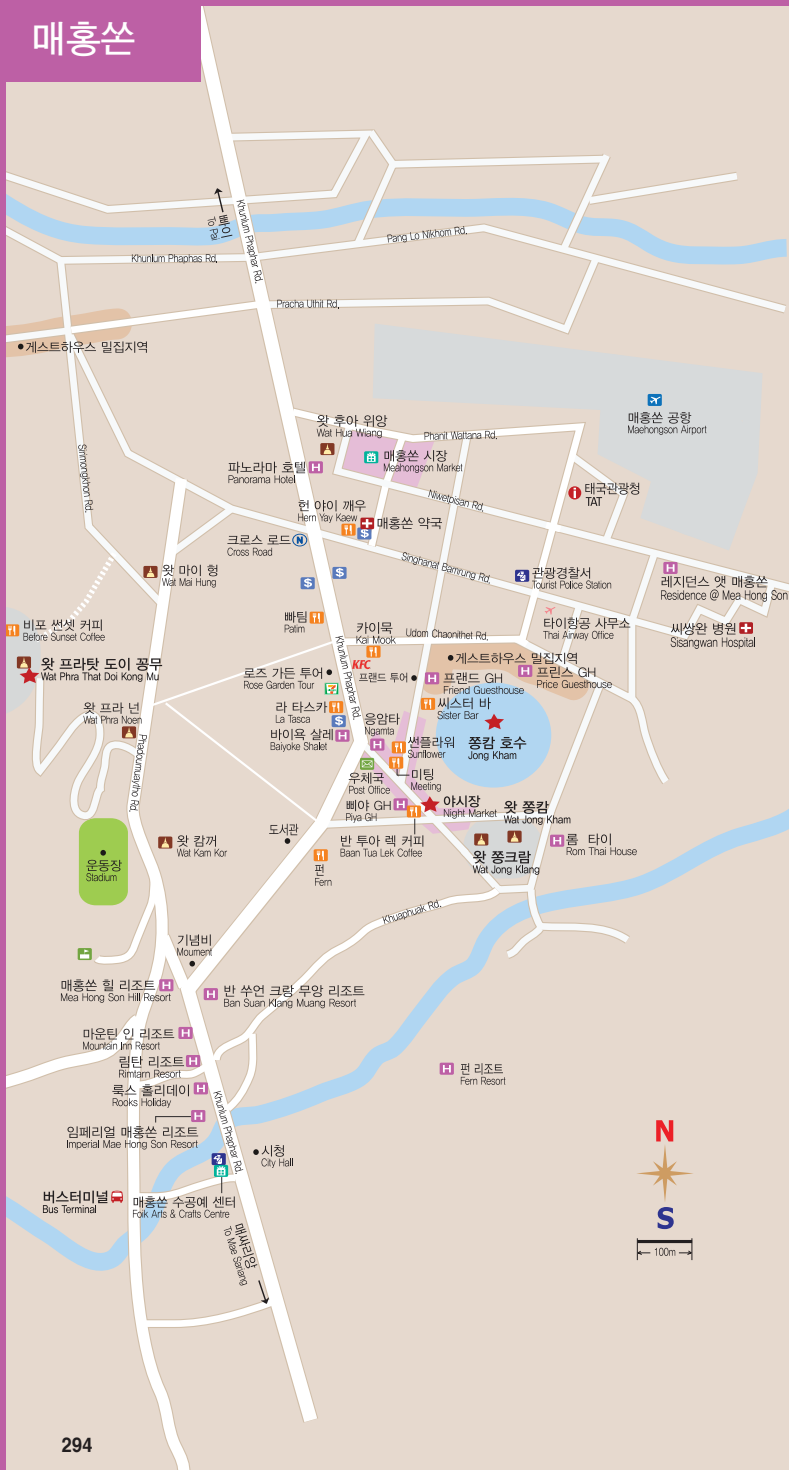 매홍쏜
빠이
To Pai
Khunlum Phaphar Rd.
Pang Lo Nikhom Rd.
Khunlum Phaphas Rd.
Pracha Uthit Rd.
게스트하우스 밀집지역
매홍쏜 공항
Maehongson Airport
왓 후아 위앙
Wat Hua Wiang
Phanit Wattana Rd.
Sirimongkhon Rd.
파노라마 호텔 H
Panorama Hotel
매홍쏜 시장
Meahongson Market
Niwetpisan Rd.
i 태국관광청
TAT
헌 야이 깨우
Hern Yay Kaew
매홍쏜 약국
$
크로스 로드 N
Cross Road
Singhanat Bamrung Rd.
왓 마이 헝
Wat Mai Hung
$
$
관광경찰서
Tourist Police Station
H
레지던스 앳 매홍쏜
Residence @ Mea Hong Son
비포 썬셋 커피
Before Sunset Coffee
빠팀
Patim
카이묵
Kai Mook
Udom Chaonithet Rd.
타이항공 사무소
Thai Airway Office
씨쌍완 병원
Sisangwan Hospital
Khunlum Phaphar Rd.
왓 프라탓 도이 꽁무
Wat Phra That Doi Kong Mu
KFC
로즈 가든 투어
Rose Garden Tour
프랜드 투어
게스트하우스 밀집지역
H 프랜드 GH
Friend Guesthouse
H 프린스 GH
Price Guesthouse
왓 프라 넌
Wat Phra Noen
라 타스카
La Tasca
$
응암타
Ngamta
H
씨스터 바
Sister Bar
바이욕 살레 H
Baiyoke Shalet
썬플라워
Sunflower
쫑캄 호수
Jong Kham
Phadoumuaytho Rd.
우체국
Post Office
미팅
Meeting
삐야 GH H
Piya GH
야시장
Night Market
왓 쫑캄
Wat Jong Kham
도서관
반 투아 렉 커피
Baan Tua Lek Coffee
왓 깜꺼
Wat Kam Kor
운동장
Stadium
펀
Fern
왓 쫑크람
Wat Jong Klang
H 롬 타이
Rom Thai House
Khuaphuak Rd.
기념비
Moument
매홍쏜 힐 리조트 H
Mea Hong Son Hill Resort
H 반 쑤언 크랑 무앙 리조트
Ban Suan Klang Muang Resort
마운틴 인 리조트 H
Mountain Inn Resort
림탄 리조트 H
Rimtarn Resort
H 펀 리조트
Fern Resort
룩스 홀리데이 H
Rooks Holiday
H
임페리얼 매홍쏜 리조트
Imperial Mae Hong Son Resort
Khunlum Phaphar Rd.
시청
City Hall
버스터미널
Bus Terminal
매홍쏜 수공예 센터
Foik Arts & Crafts Centre
매싸리앙
To Mae Sariang
N
S
100m
294